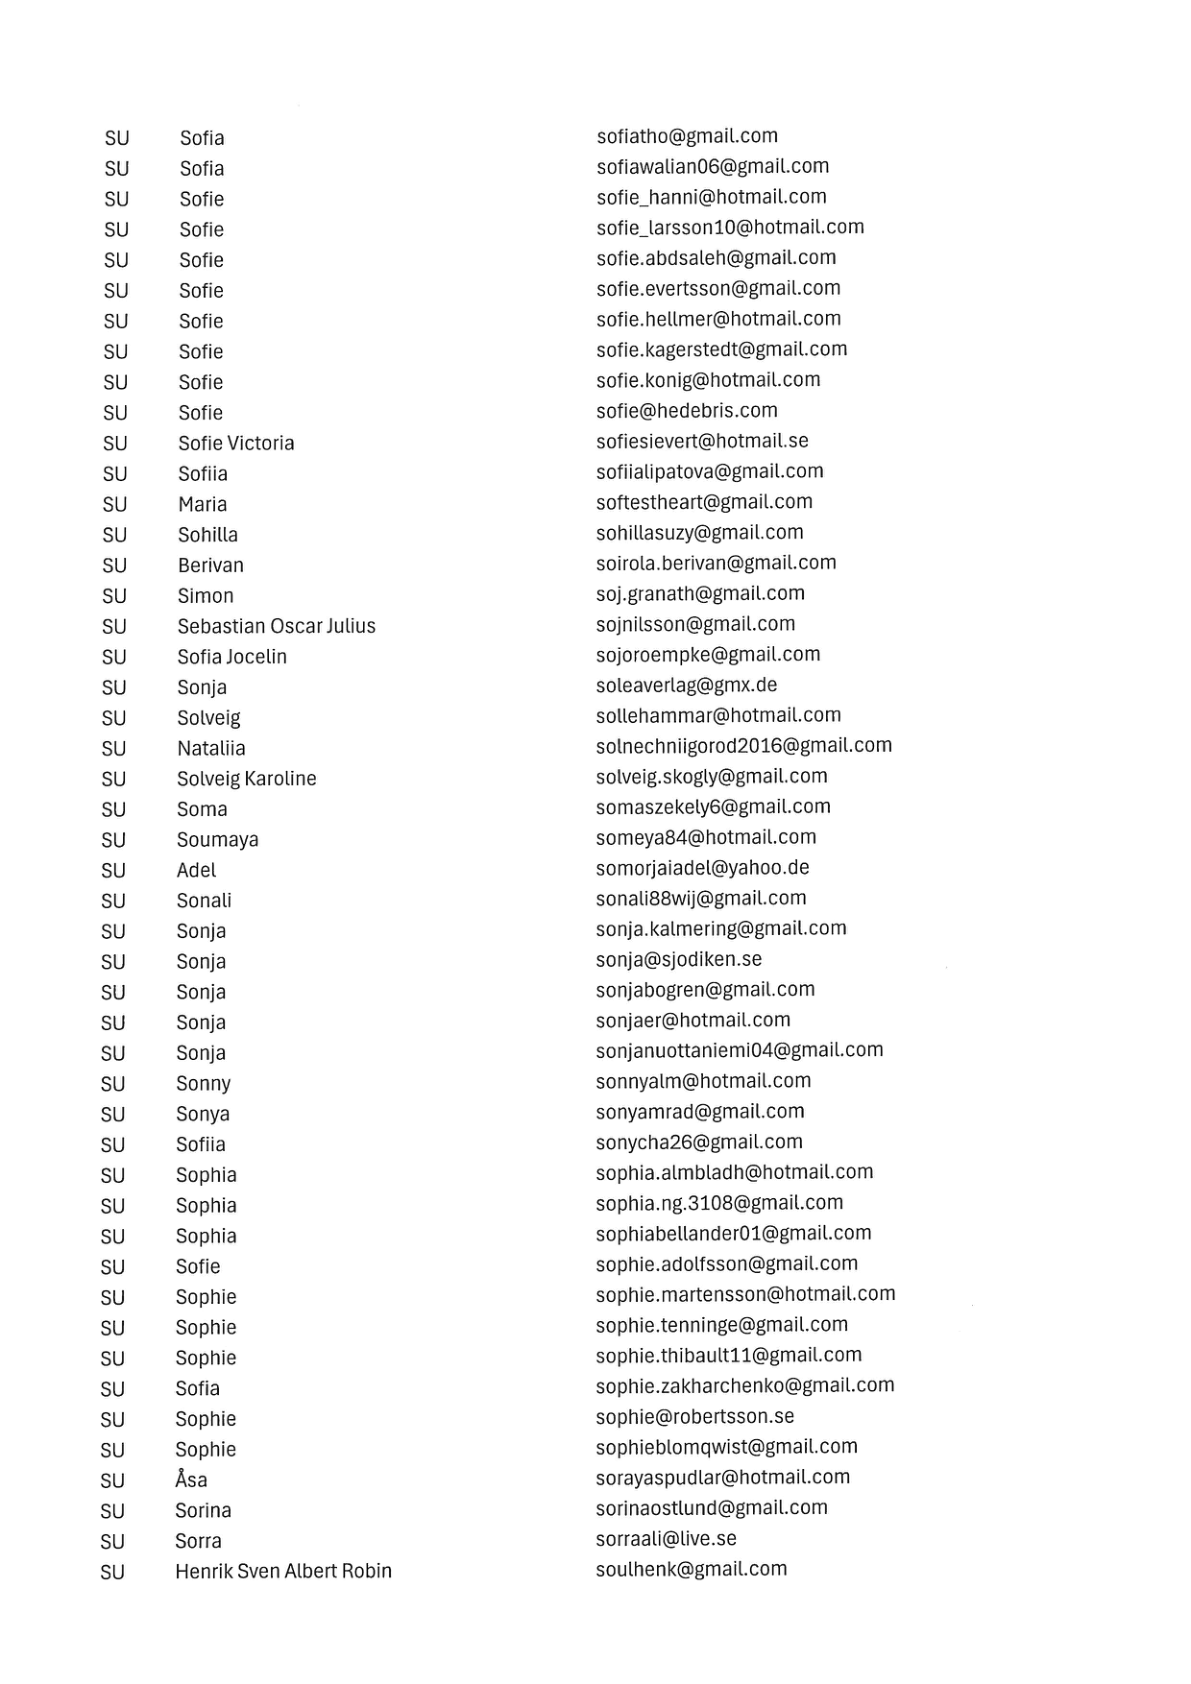 SU Sofia sofiatho@gmail.com
SU Sofia sofiawalian06@gmail.com
SU Sofie sofie_hanni@hotmail.com
SU Sofie sofie_larsson10@hotmail.com
SU Sofie sofie.abdsaleh@gmail.com
SU Sofie sofie.evertsson@gmail.com
SU Sofie sofie.hellmer@hotmail.com
SU Sofie sofie.kagerstedt@gmail.com
SU Sofie sofie.konig@hotmail.com
SU Sofie sofie@hedebris.com
SU Sofie Victoria sofiesievert@hotmail.se
SU Sofiia sofiialipatova@gmail.com
SU Maria softestheart@gmail.com
SU Sohilla sohillasuzy@gmail.com
SU Berivan soirola.berivan@gmail.com
SU Simon soj.granath@gmail.com
SU Sebastian Oscar Julius sojnilsson@gmail.com
SU Sofia Jocelin sojoroempke@gmail.com
SU Sonja soleaverlag@gmx.de
SU Solveig sollehammar@hotmail.com
SU Nataliia solnechniigorod2016@gmail.com
SU Solveig Karoline solveig.skogly@gmail.com
SU Soma somaszekely6@gmail.com
SU Soumaya someya84@hotmail.com
SU Adel somorjaiadel@yahoo.de
SU Sonali sonali88wij@gmail.com
SU Sonja sonja.kalmering@gmail.com
SU Sonja sonja@sjodiken.se
SU Sonja sonjabogren@gmail.com
SU Sonja sonjaer@hotmail.com
SU Sonja sonjanuottaniemi04@gmail.com
SU Sonny sonnyalm@hotmail.com
SU Sonya sonyamrad@gmail.com
SU Sofiia sonycha26@gmail.com
SU Sophia sophia.almbladh@hotmail.com
SU Sophia sophia.ng.3108@gmail.com
SU Sophia sophiabellander01@gmail.com
SU Sofie sophie.adolfsson@gmail.com
SU Sophie sophie.martensson@hotmail.com
SU Sophie sophie.tenninge@gmail.com
SU Sophie sophie.thibault11@gmail.com
SU Sofia sophie.zakharchenko@gmail.com
SU Sophie sophie@robertsson.se
SU Sophie sophieblomqwist@gmail.com
SU Åsa sorayaspudlar@hotmail.com
SU Sorina sorinaostlund@gmail.com
SU Sorra sorraali@live.se
SU Henrik Sven Albert Robin soulhenk@gmail.com